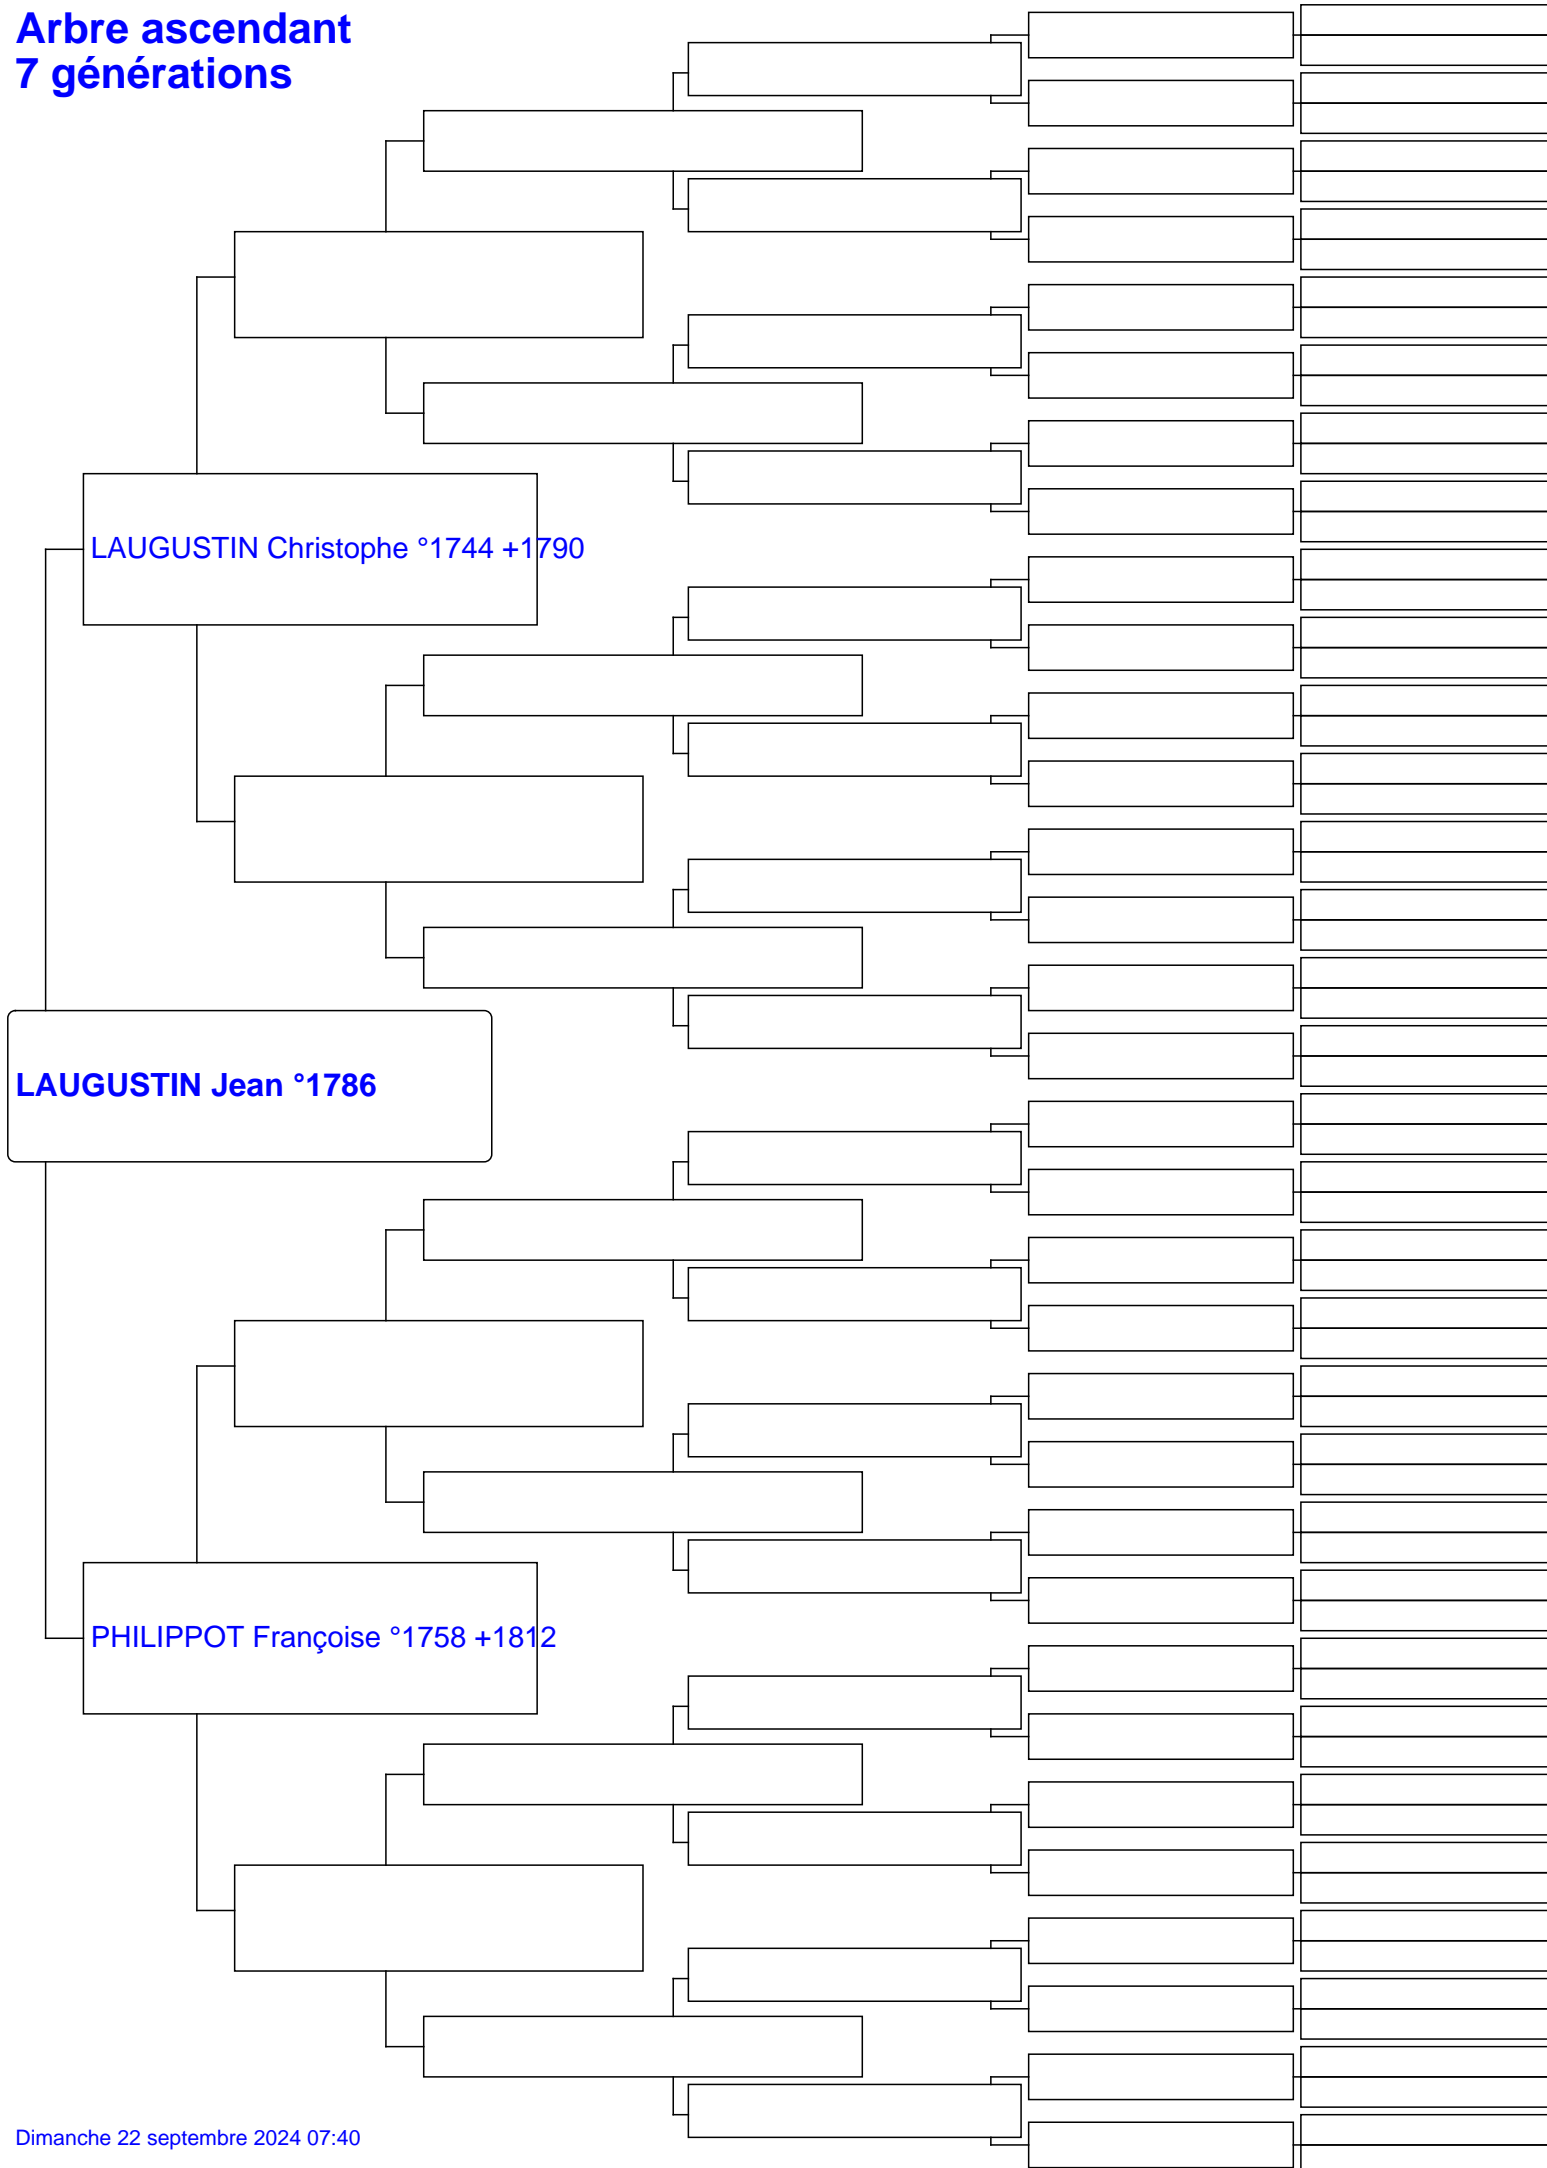 Arbre ascendant
7 générations
LAUGUSTIN Christophe °1744 +1790
LAUGUSTIN Jean °1786
PHILIPPOT Françoise °1758 +1812
Dimanche 22 septembre 2024 07:40